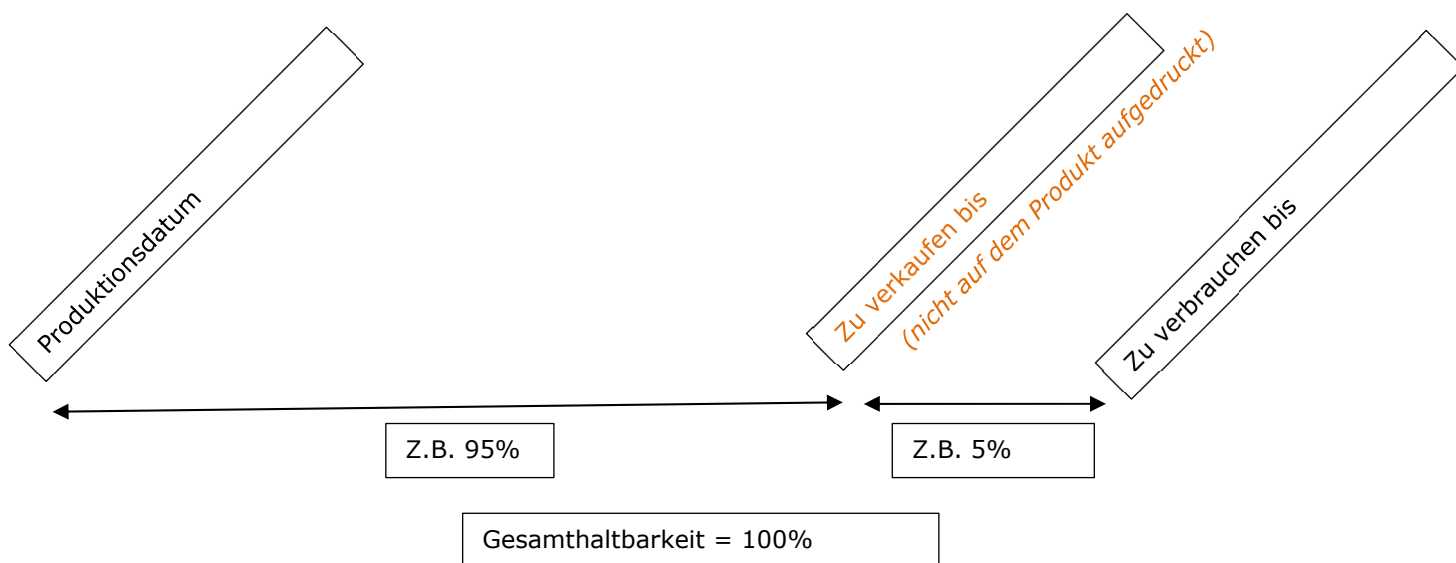 Produktionsdatum
Zu verkaufen bis
(nicht auf dem Produkt aufgedruckt)
Zu verbrauchen bis
Z.B. 95%
Z.B. 5%
Gesamthaltbarkeit = 100%